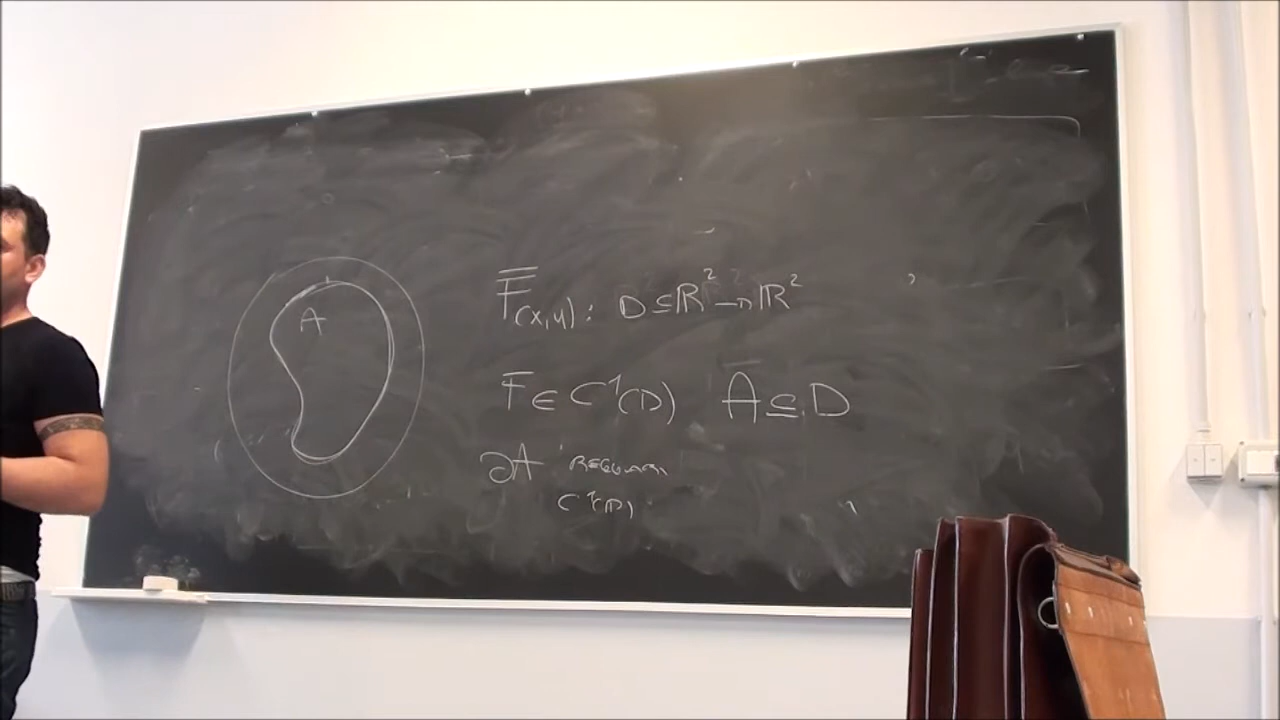 A
F̿(x,y): D ⊆ ℝ² → ℝ²
F̄ ∈ C¹(D) Ā ⊆ D
∂A
C¹(D)